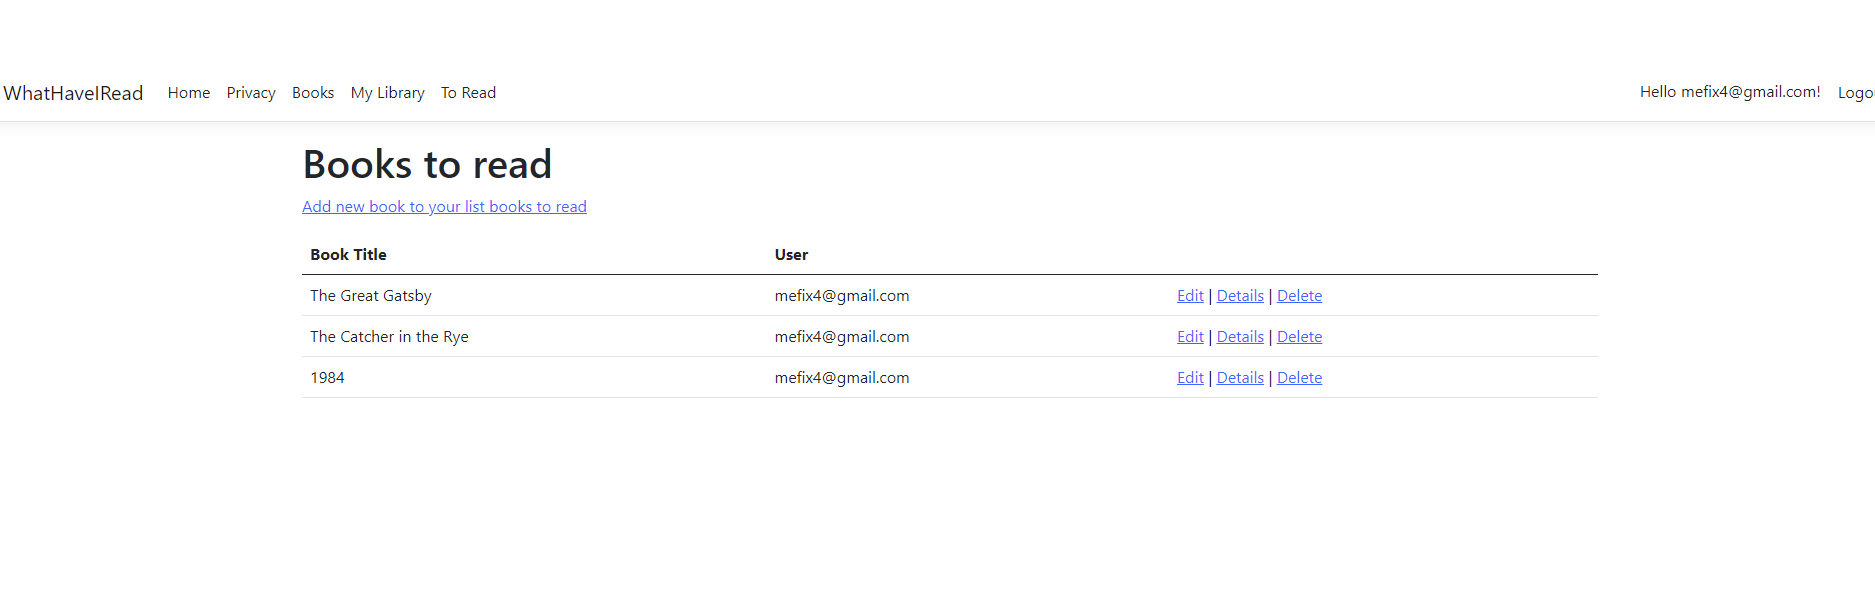 WhatHaveIRead Home Privacy Books My Library To Read Hello mefix4@gmail.com! Logo
Books to read
Add new book to your list books to read
Book Title User
The Great Gatsby mefix4@gmail.com Edit | Details | Delete
The Catcher in the Rye mefix4@gmail.com Edit | Details | Delete
1984 mefix4@gmail.com Edit | Details | Delete